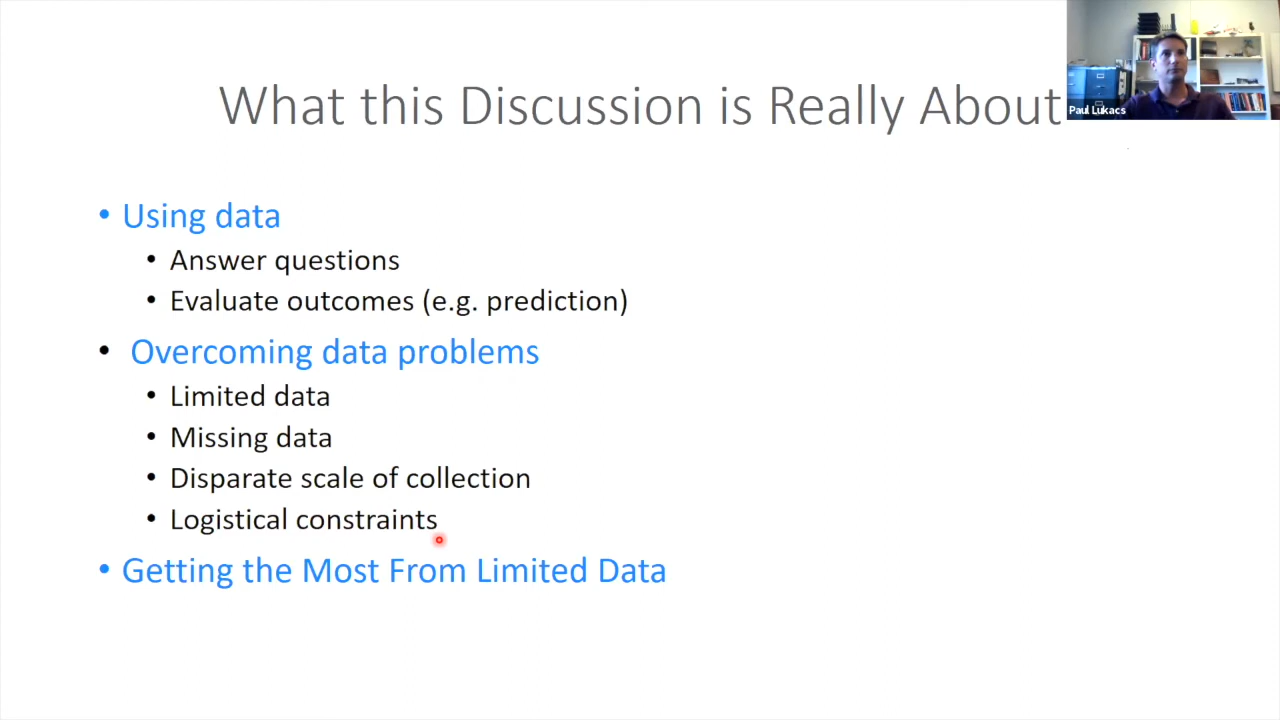 What this Discussion is Really About
Paul Lukacs
• Using data
• Answer questions
• Evaluate outcomes (e.g. prediction)
• Overcoming data problems
• Limited data
• Missing data
• Disparate scale of collection
• Logistical constraints
• Getting the Most From Limited Data